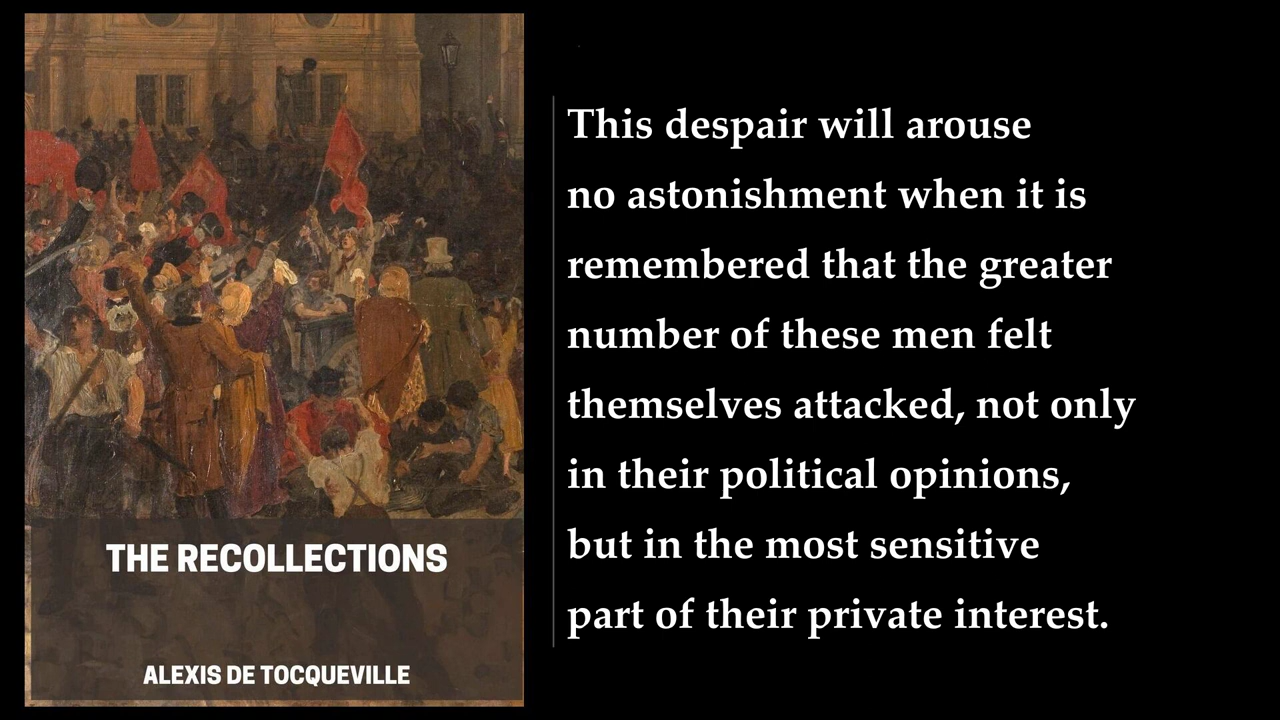 THE RECOLLECTIONS
ALEXIS DE TOCQUEVILLE
This despair will arouse
no astonishment when it is
remembered that the greater
number of these men felt
themselves attacked, not only
in their political opinions,
but in the most sensitive
part of their private interest.